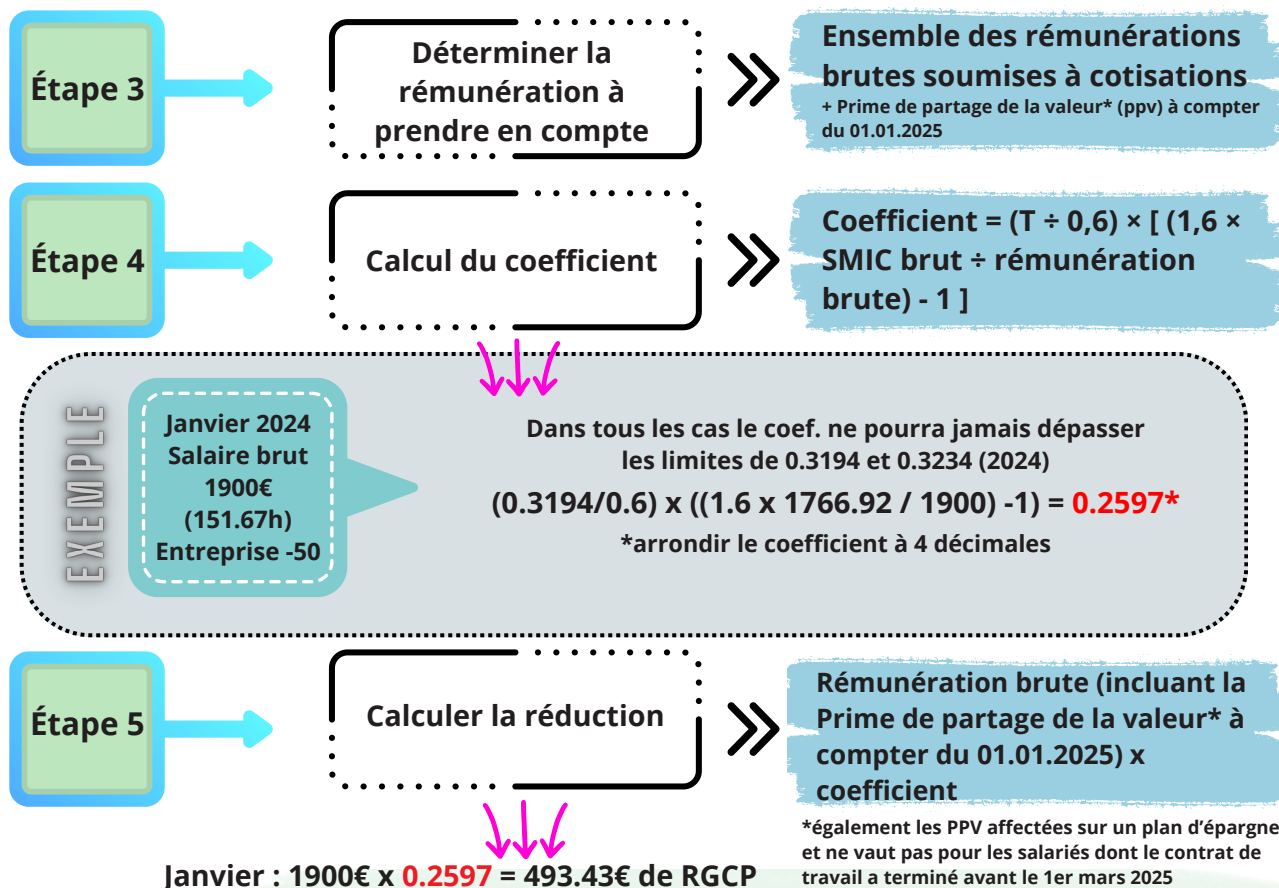 Étape 3
Déterminer la
rémunération à
prendre en compte
Ensemble des rémunérations
brutes soumises à cotisations
+ Prime de partage de la valeur* (ppv) à compter
du 01.01.2025
Étape 4
Calcul du coefficient
Coefficient = (T ÷ 0,6) × [ (1,6 ×
SMIC brut ÷ rémunération
brute) - 1 ]
EXEMPLE
Janvier 2024
Salaire brut
1900€
(151.67h)
Entreprise -50
Dans tous les cas le coef. ne pourra jamais dépasser
les limites de 0.3194 et 0.3234 (2024)
(0.3194/0.6) x ((1.6 x 1766.92 / 1900) -1) = 0.2597*
*arrondir le coefficient à 4 décimales
Étape 5
Calculer la réduction
Rémunération brute (incluant la
Prime de partage de la valeur* à
compter du 01.01.2025) x
coefficient
*également les PPV affectées sur un plan d’épargne
et ne vaut pas pour les salariés dont le contrat de
travail a terminé avant le 1er mars 2025
Janvier : 1900€ x 0.2597 = 493.43€ de RGCP